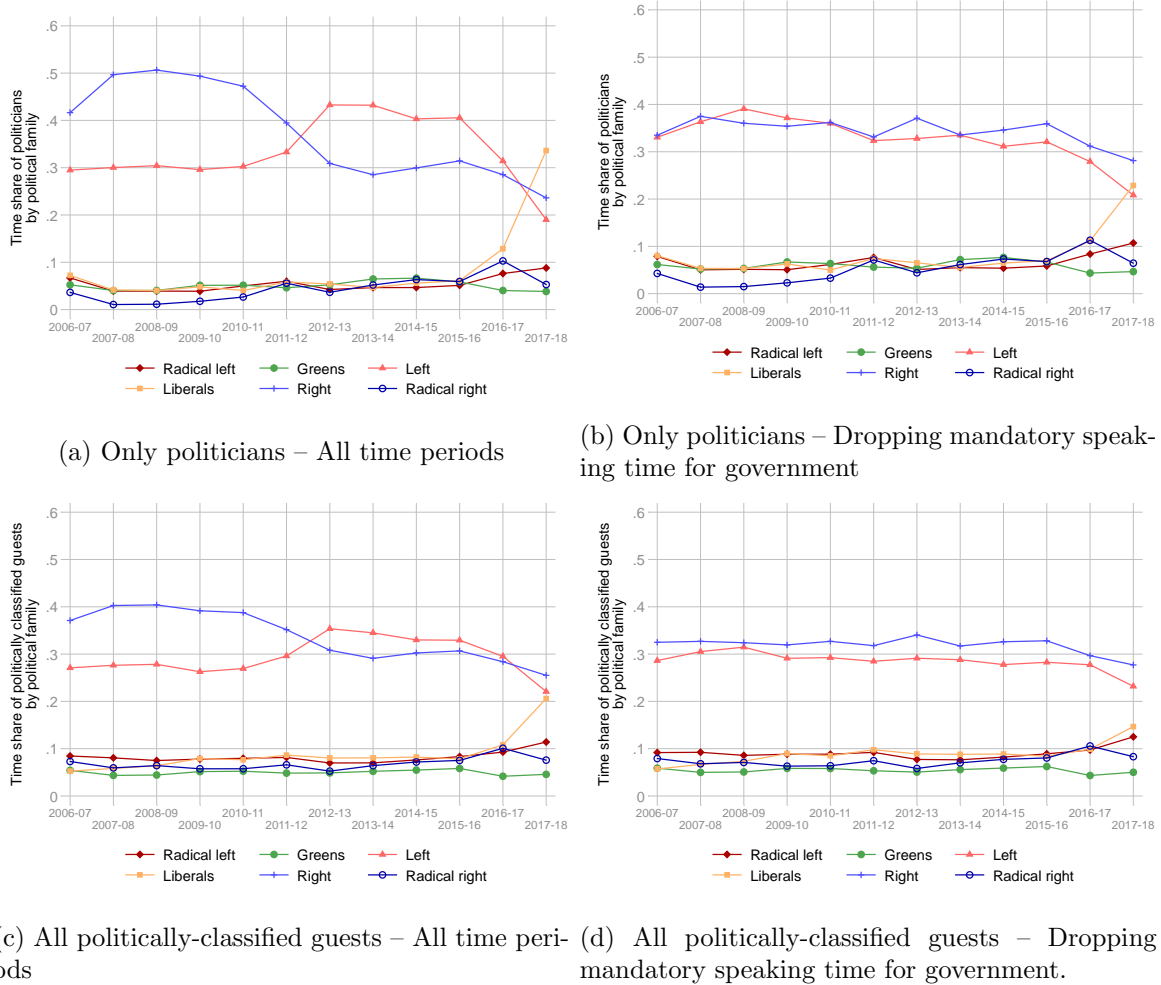 .6
.5
.4
.3
.2
.1
0
Time share of politicians
by political family
2006-07
2007-08
2008-09
2009-10
2010-11
2011-12
2012-13
2013-14
2014-15
2015-16
2016-17
2017-18
Radical left
Greens
Left
Liberals
Right
Radical right
(a) Only politicians – All time periods
.6
.5
.4
.3
.2
.1
0
Time share of politicians
by political family
2006-07
2007-08
2008-09
2009-10
2010-11
2011-12
2012-13
2013-14
2014-15
2015-16
2016-17
2017-18
Radical left
Greens
Left
Liberals
Right
Radical right
(b) Only politicians – Dropping mandatory speak-
ing time for government
.6
.5
.4
.3
.2
.1
0
Time share of politically classified guests
by political family
2006-07
2007-08
2008-09
2009-10
2010-11
2011-12
2012-13
2013-14
2014-15
2015-16
2016-17
2017-18
Radical left
Greens
Left
Liberals
Right
Radical right
c) All politically-classified guests – All time peri-
ods
.6
.5
.4
.3
.2
.1
0
Time share of politically classified guests
by political family
2006-07
2007-08
2008-09
2009-10
2010-11
2011-12
2012-13
2013-14
2014-15
2015-16
2016-17
2017-18
Radical left
Greens
Left
Liberals
Right
Radical right
(d) All politically-classified guests – Dropping
mandatory speaking time for government.